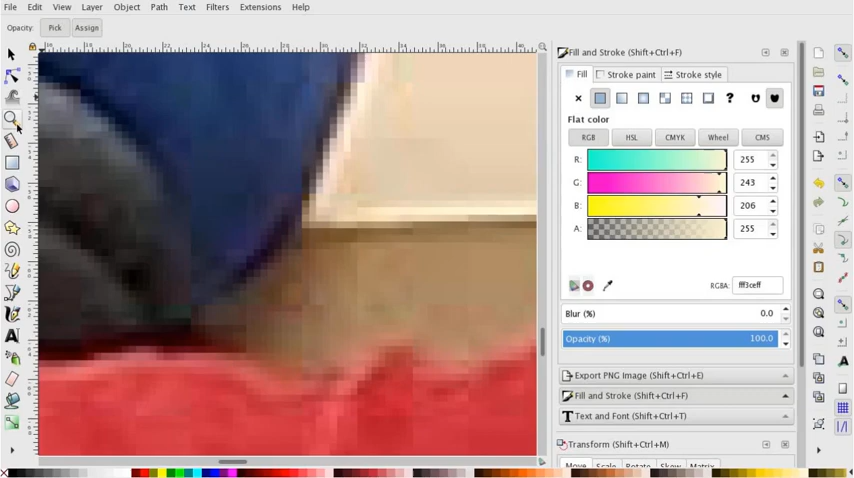 File Edit View Layer Object Path Text Filters Extensions Help
Opacity: Pick Assign
Fill and Stroke (Shift+Ctrl+F)
Fill Stroke paint Stroke style
Flat color
RGB HSL CMYK Wheel CMS
R: 255
G: 243
B: 206
A: 255
RGBA: fff3ceff
Blur (%) 0.0
Opacity (%) 100.0
Export PNG Image (Shift+Ctrl+E)
Fill and Stroke (Shift+Ctrl+F)
Text and Font (Shift+Ctrl+T)
Transform (Shift+Ctrl+M)
Move Scale Rotate Skew Matrix